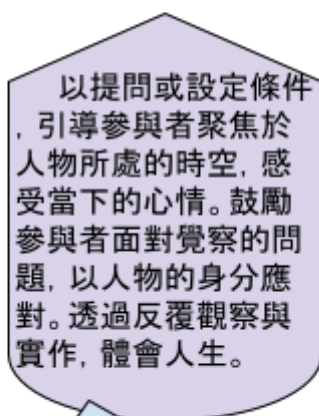 以提問或設定條件
，引導參與者聚焦於
人物所處的時空，感
受當下的心情。鼓勵
參與者面對覺察的問
題，以人物的身分應
對。透過反覆觀察與
實作，體會人生。